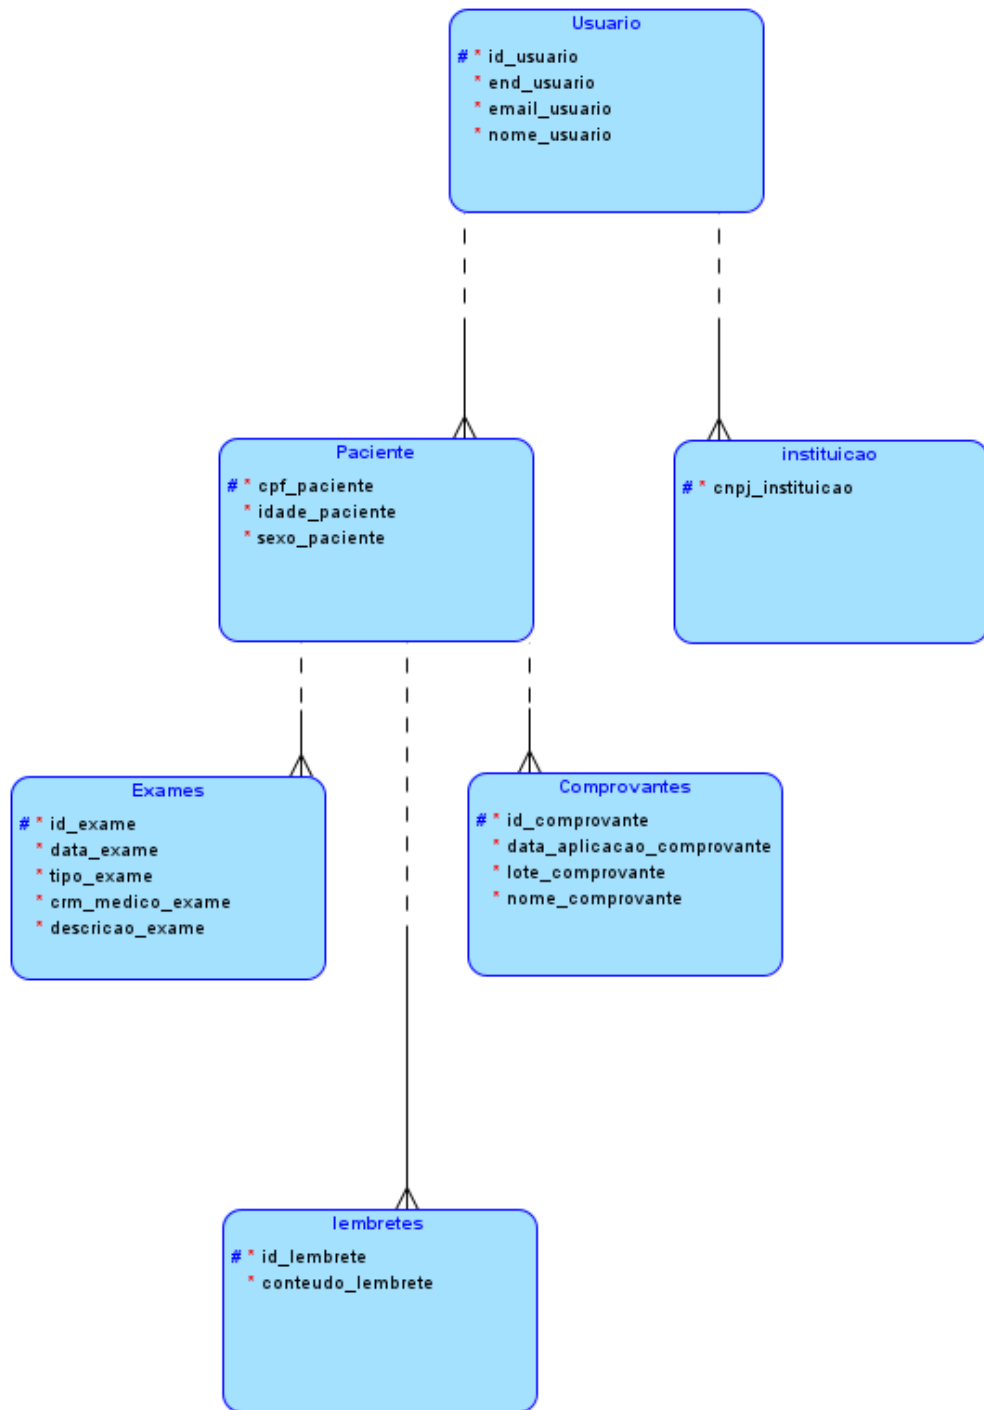 Usuario
# * id_usuario
* end_usuario
* email_usuario
* nome_usuario
Paciente
# * cpf_paciente
* idade_paciente
* sexo_paciente
instituicao
# * cnpj_instituicao
Exames
# * id_exame
* data_exame
* tipo_exame
* crm_medico_exame
* descricao_exame
Comprovantes
# * id_comprovante
* data_aplicacao_comprovante
* lote_comprovante
* nome_comprovante
lembretes
# * id_lembrete
* conteudo_lembrete